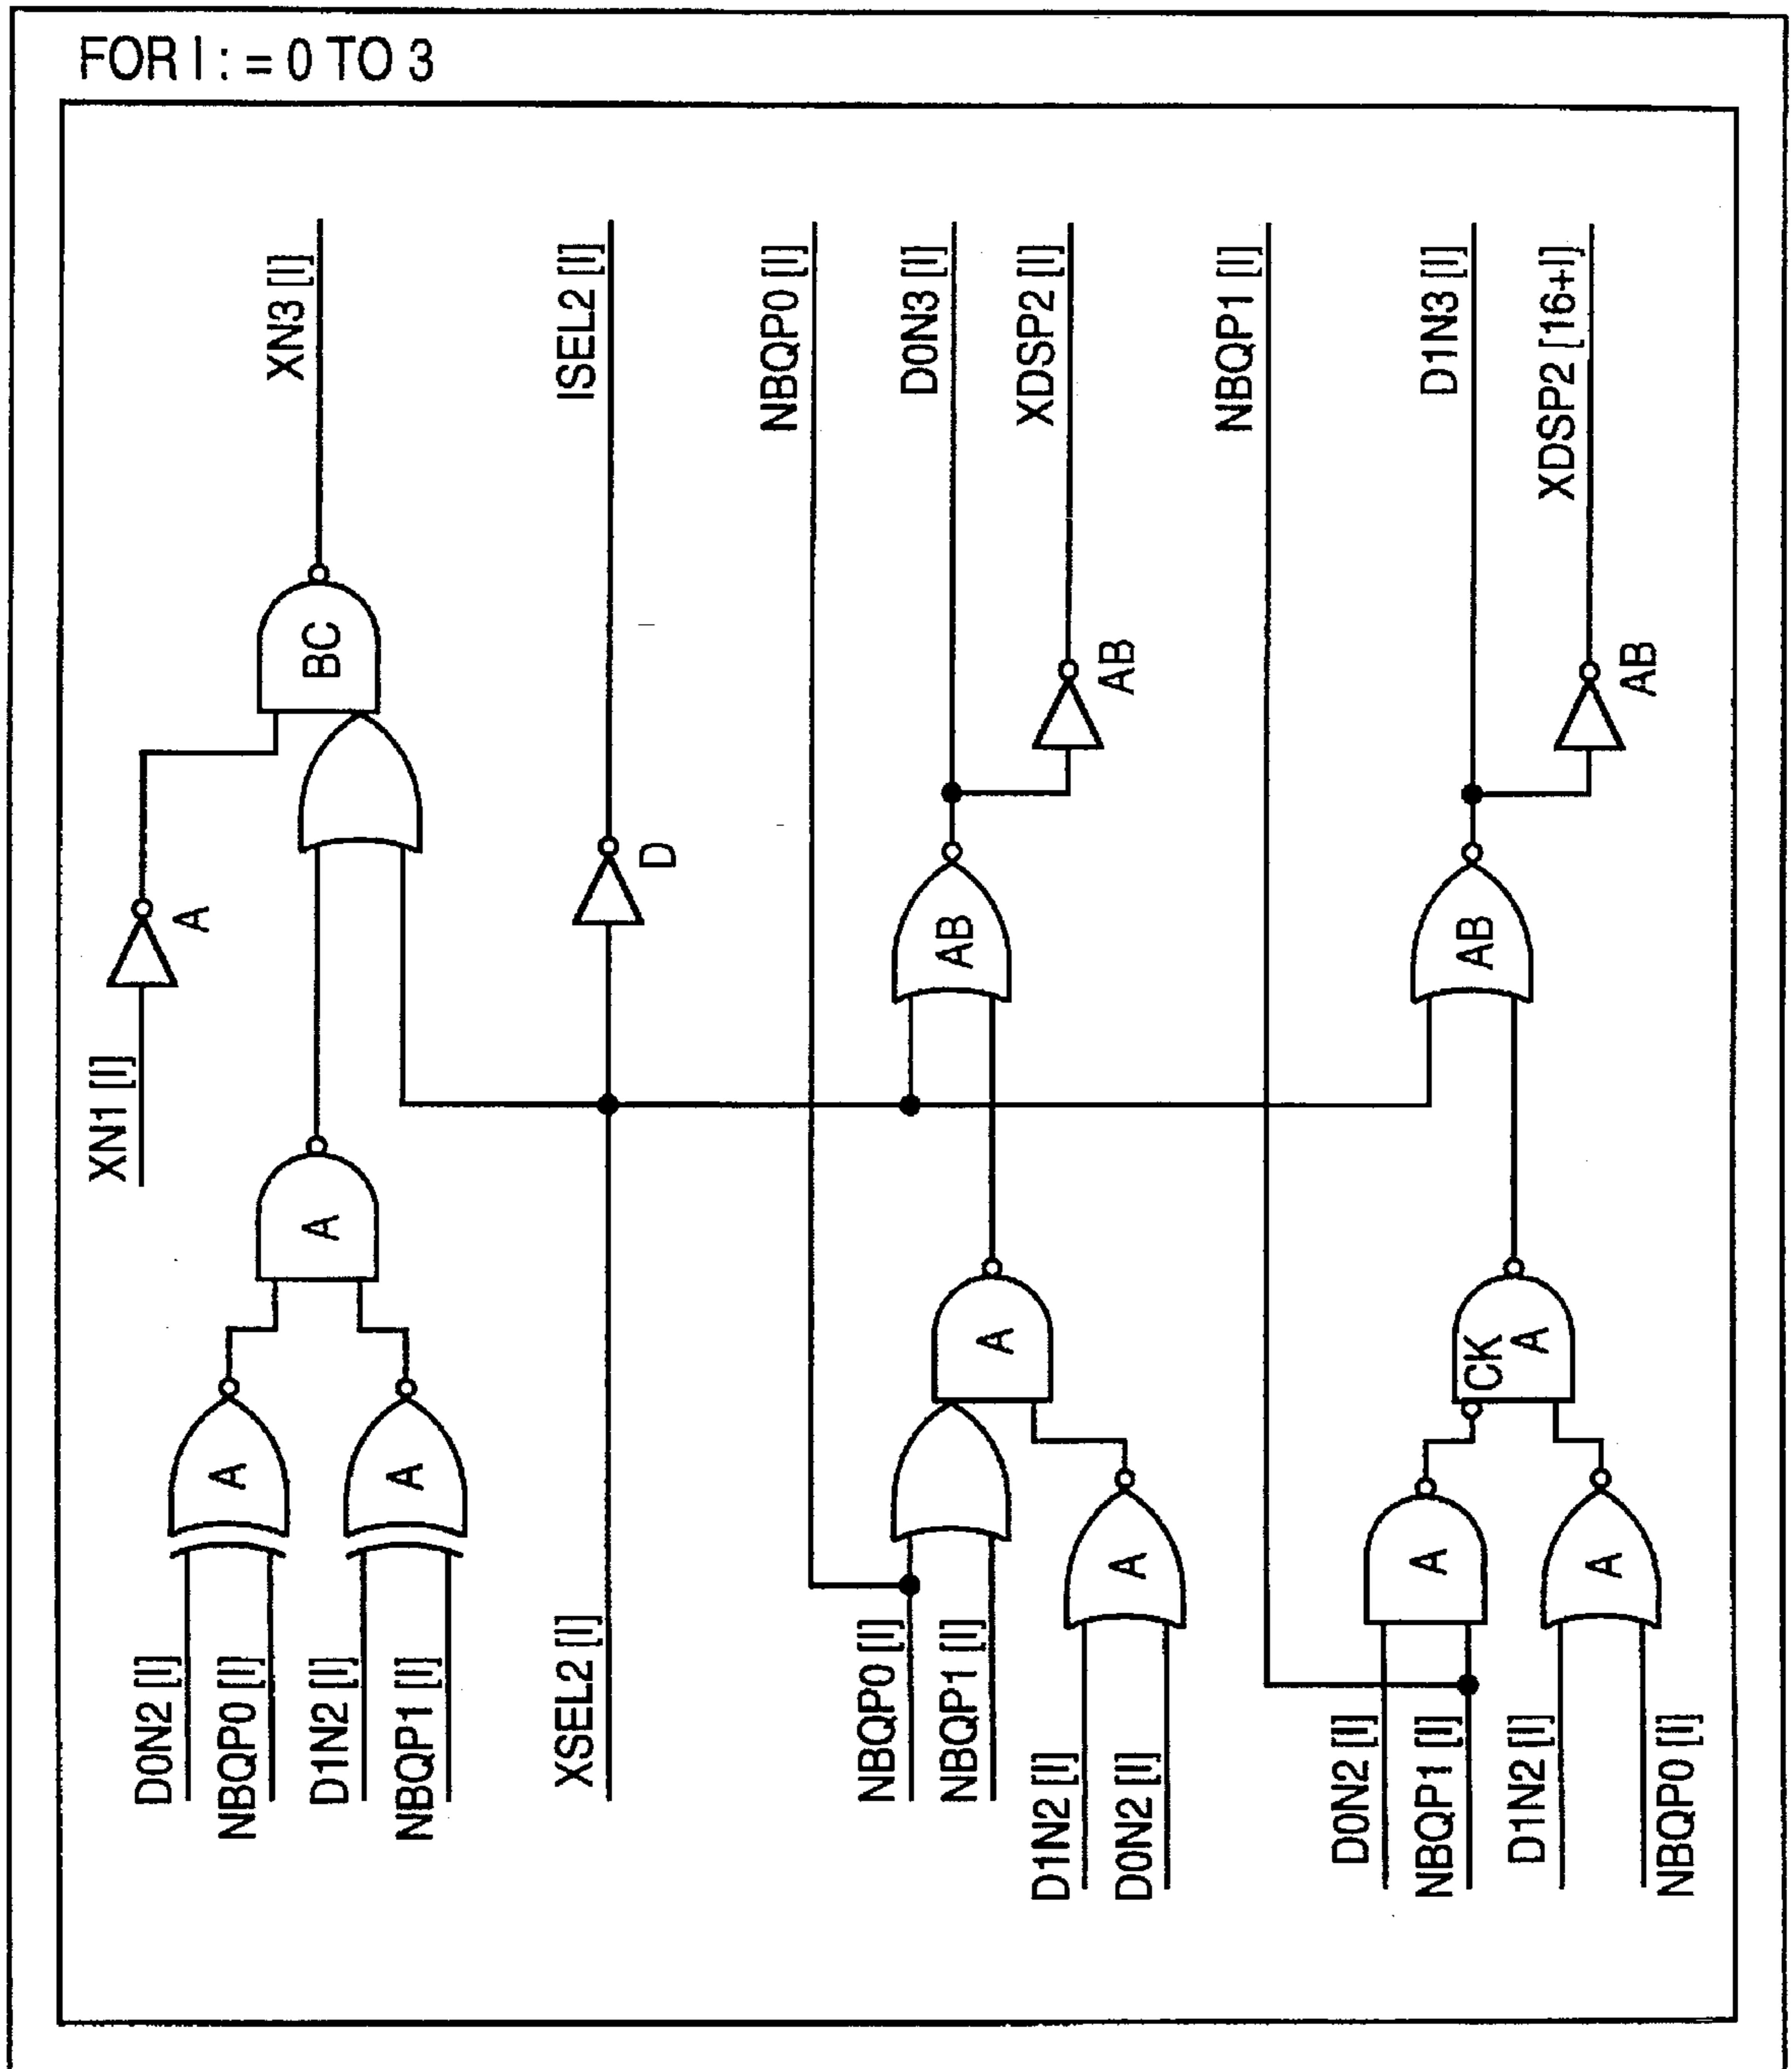 FOR I : = 0 TO 3
XN1 [I]
A
BC
XN3 [I]
D0N2 [I]
NBQP0 [I]
A
A
D1N2 [I]
NBQP1 [I]
A
XSEL2 [I]
D
ISEL2 [I]
NBQP0 [I]
NBQP0 [I]
NBQP1 [I]
A
AB
D0N3 [I]
D1N2 [I]
D0N2 [I]
A
AB
XDSP2 [I]
NBQP1 [I]
D0N2 [I]
NBQP1 [I]
A
CK
A
AB
D1N3 [I]
D1N2 [I]
NBQP0 [I]
A
AB
XDSP2 [16+I]